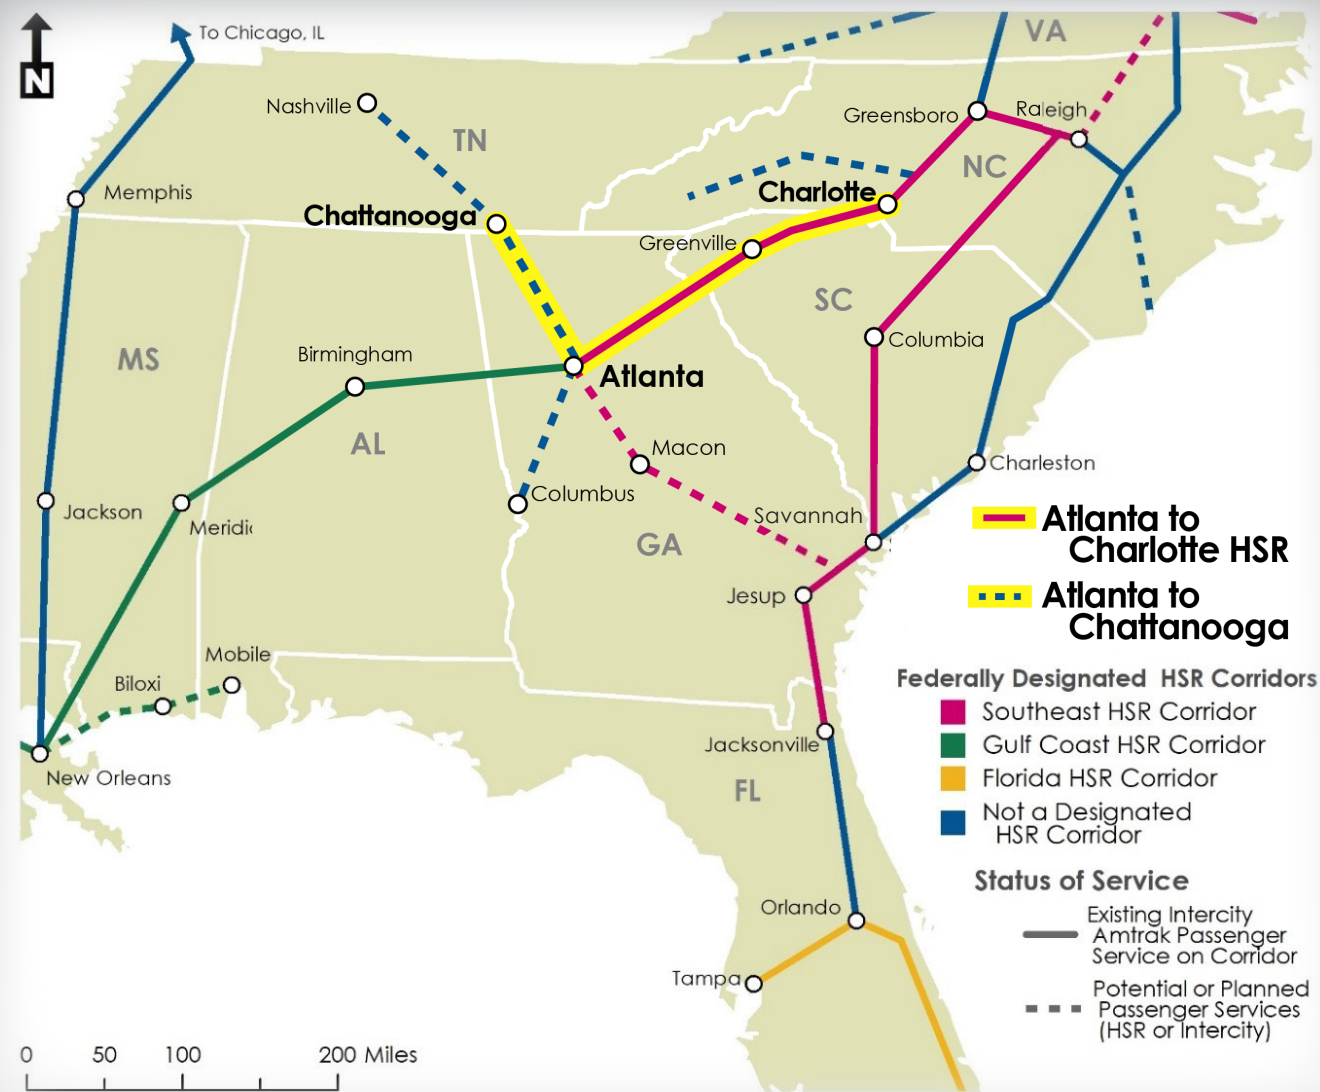 N
To Chicago, IL
VA
Nashville
TN
Greensboro
Raleigh
NC
Memphis
Charlotte
Chattanooga
Greenville
SC
MS
Columbia
Birmingham
Atlanta
AL
Macon
Charleston
Columbus
Jackson
Meridi
Savannah
GA
Jesup
Mobile
Biloxi
New Orleans
Jacksonville
FL
Orlando
Tampa
Atlanta to
Charlotte HSR
Atlanta to
Chattanooga
Federally Designated HSR Corridors
Southeast HSR Corridor
Gulf Coast HSR Corridor
Florida HSR Corridor
Not a Designated
HSR Corridor
Status of Service
Existing Intercity
Amtrak Passenger
Service on Corridor
Potential or Planned
Passenger Services
(HSR or Intercity)
0 50 100 200 Miles